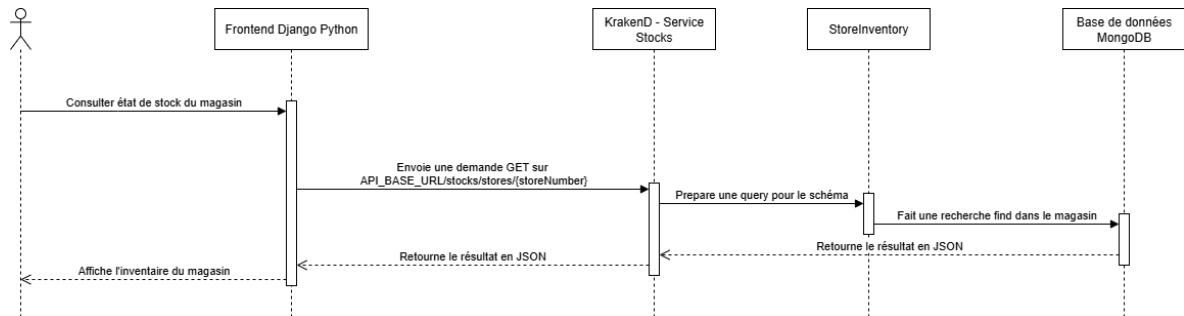 Frontend Django Python
KrakenD - Service
Stocks
StoreInventory
Base de données
MongoDB
Consulter état de stock du magasin
Envoie une demande GET sur
API_BASE_URL/stocks/stores/{storeNumber}
Prepare une query pour le schéma
Fait une recherche find dans le magasin
Retourne le résultat en JSON
Retourne le résultat en JSON
Affiche l'inventaire du magasin